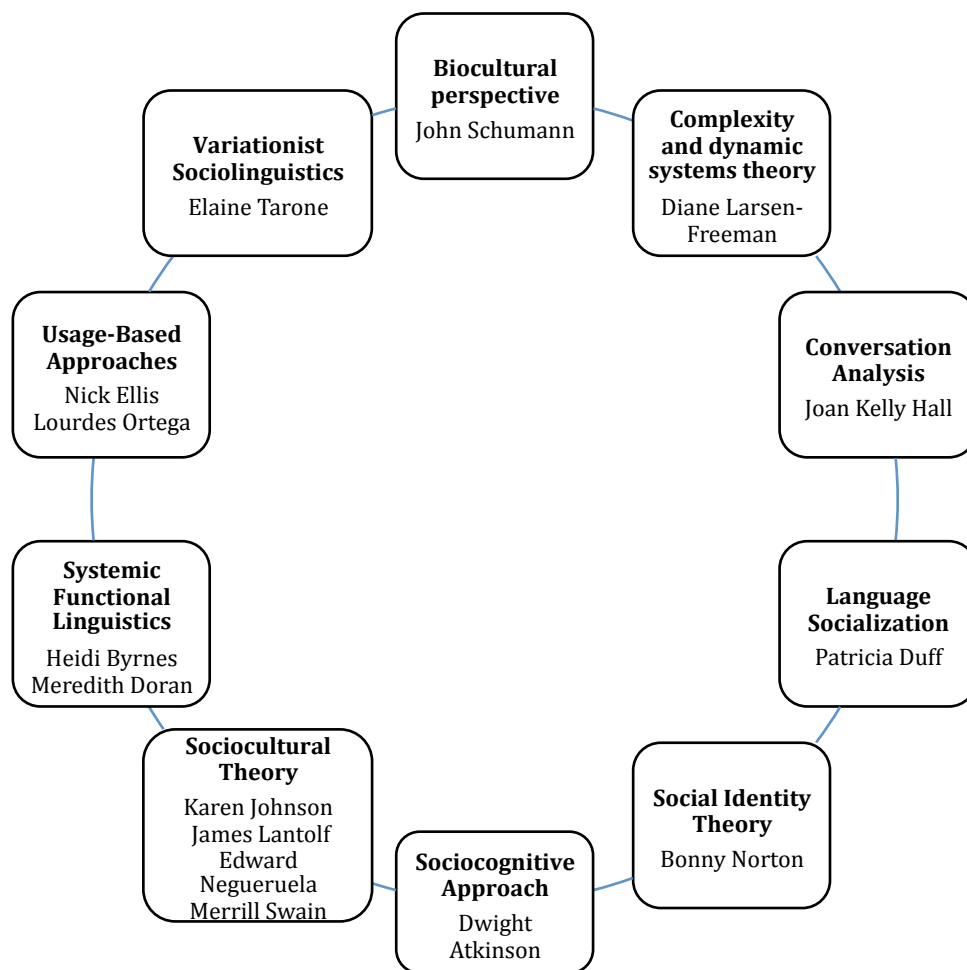 Biocultural
perspective
John Schumann
Complexity
and dynamic
systems theory
Diane Larsen-
Freeman
Conversation
Analysis
Joan Kelly Hall
Language
Socialization
Patricia Duff
Social Identity
Theory
Bonny Norton
Sociocognitive
Approach
Dwight
Atkinson
Sociocultural
Theory
Karen Johnson
James Lantolf
Edward
Negueruela
Merrill Swain
Systemic
Functional
Linguistics
Heidi Byrnes
Meredith Doran
Usage-Based
Approaches
Nick Ellis
Lourdes Ortega
Variationist
Sociolinguistics
Elaine Tarone